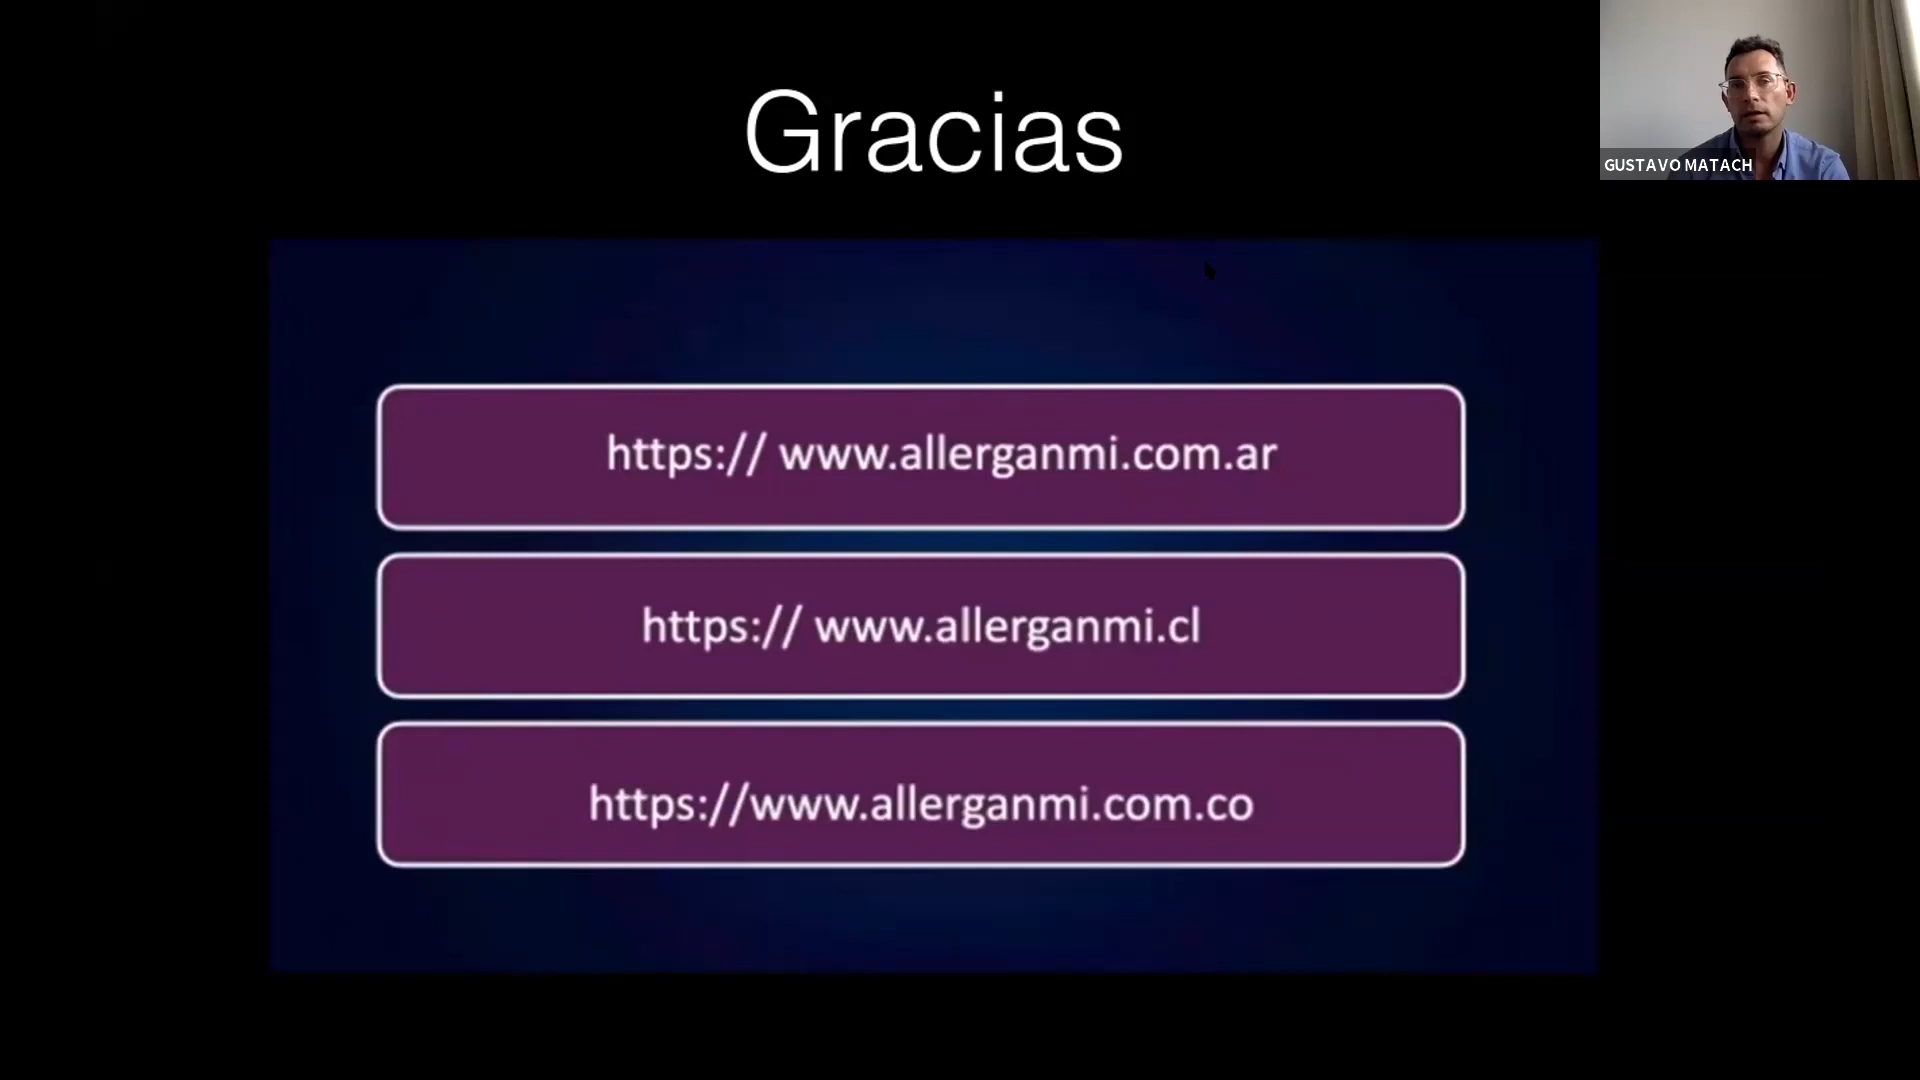 Gracias
GUSTAVO MATACH
https:// www.allerganmi.com.ar
https:// www.allerganmi.cl
https://www.allerganmi.com.co